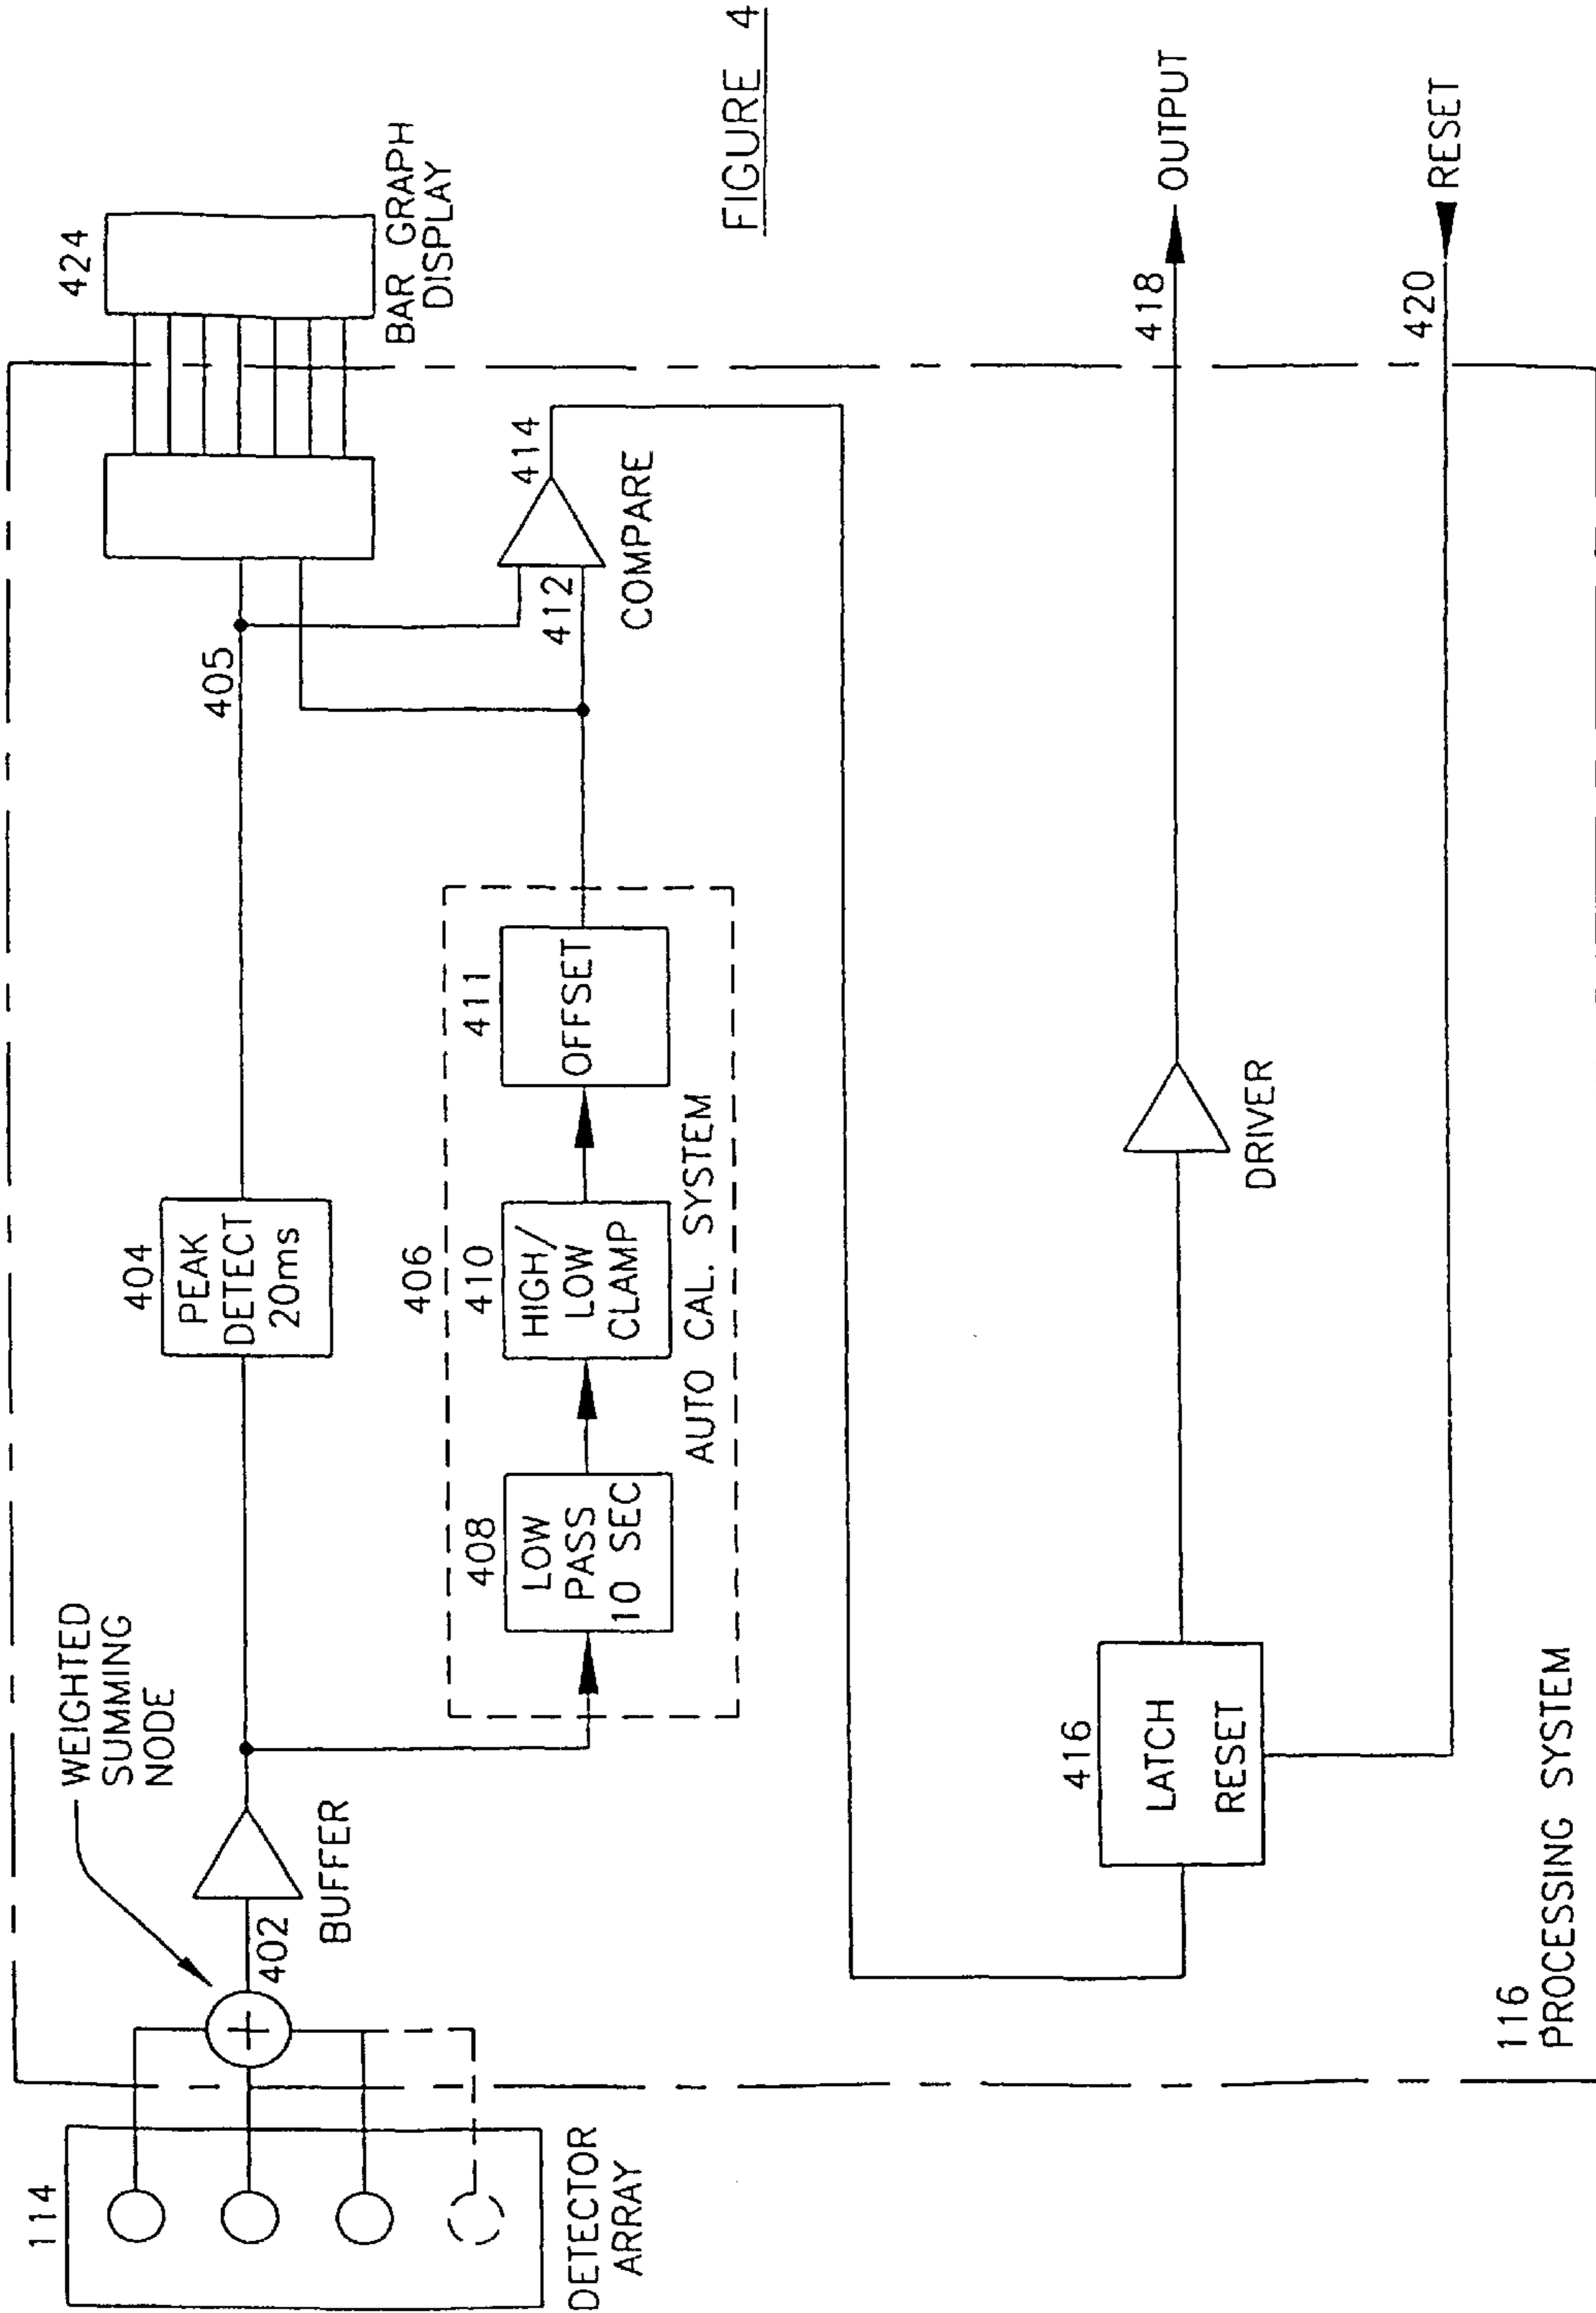 114
DETECTOR
ARRAY
WEIGHTED
SUMMING
NODE
402
BUFFER
404
PEAK
DETECT
20ms
405
424
BAR GRAPH
DISPLAY
406
408
LOW
PASS
10 SEC
410
HIGH/
LOW
CLAMP
411
OFFSET
AUTO CAL. SYSTEM
412
414
COMPARE
416
LATCH
RESET
DRIVER
418
OUTPUT
420
RESET
116
PROCESSING SYSTEM
FIGURE 4